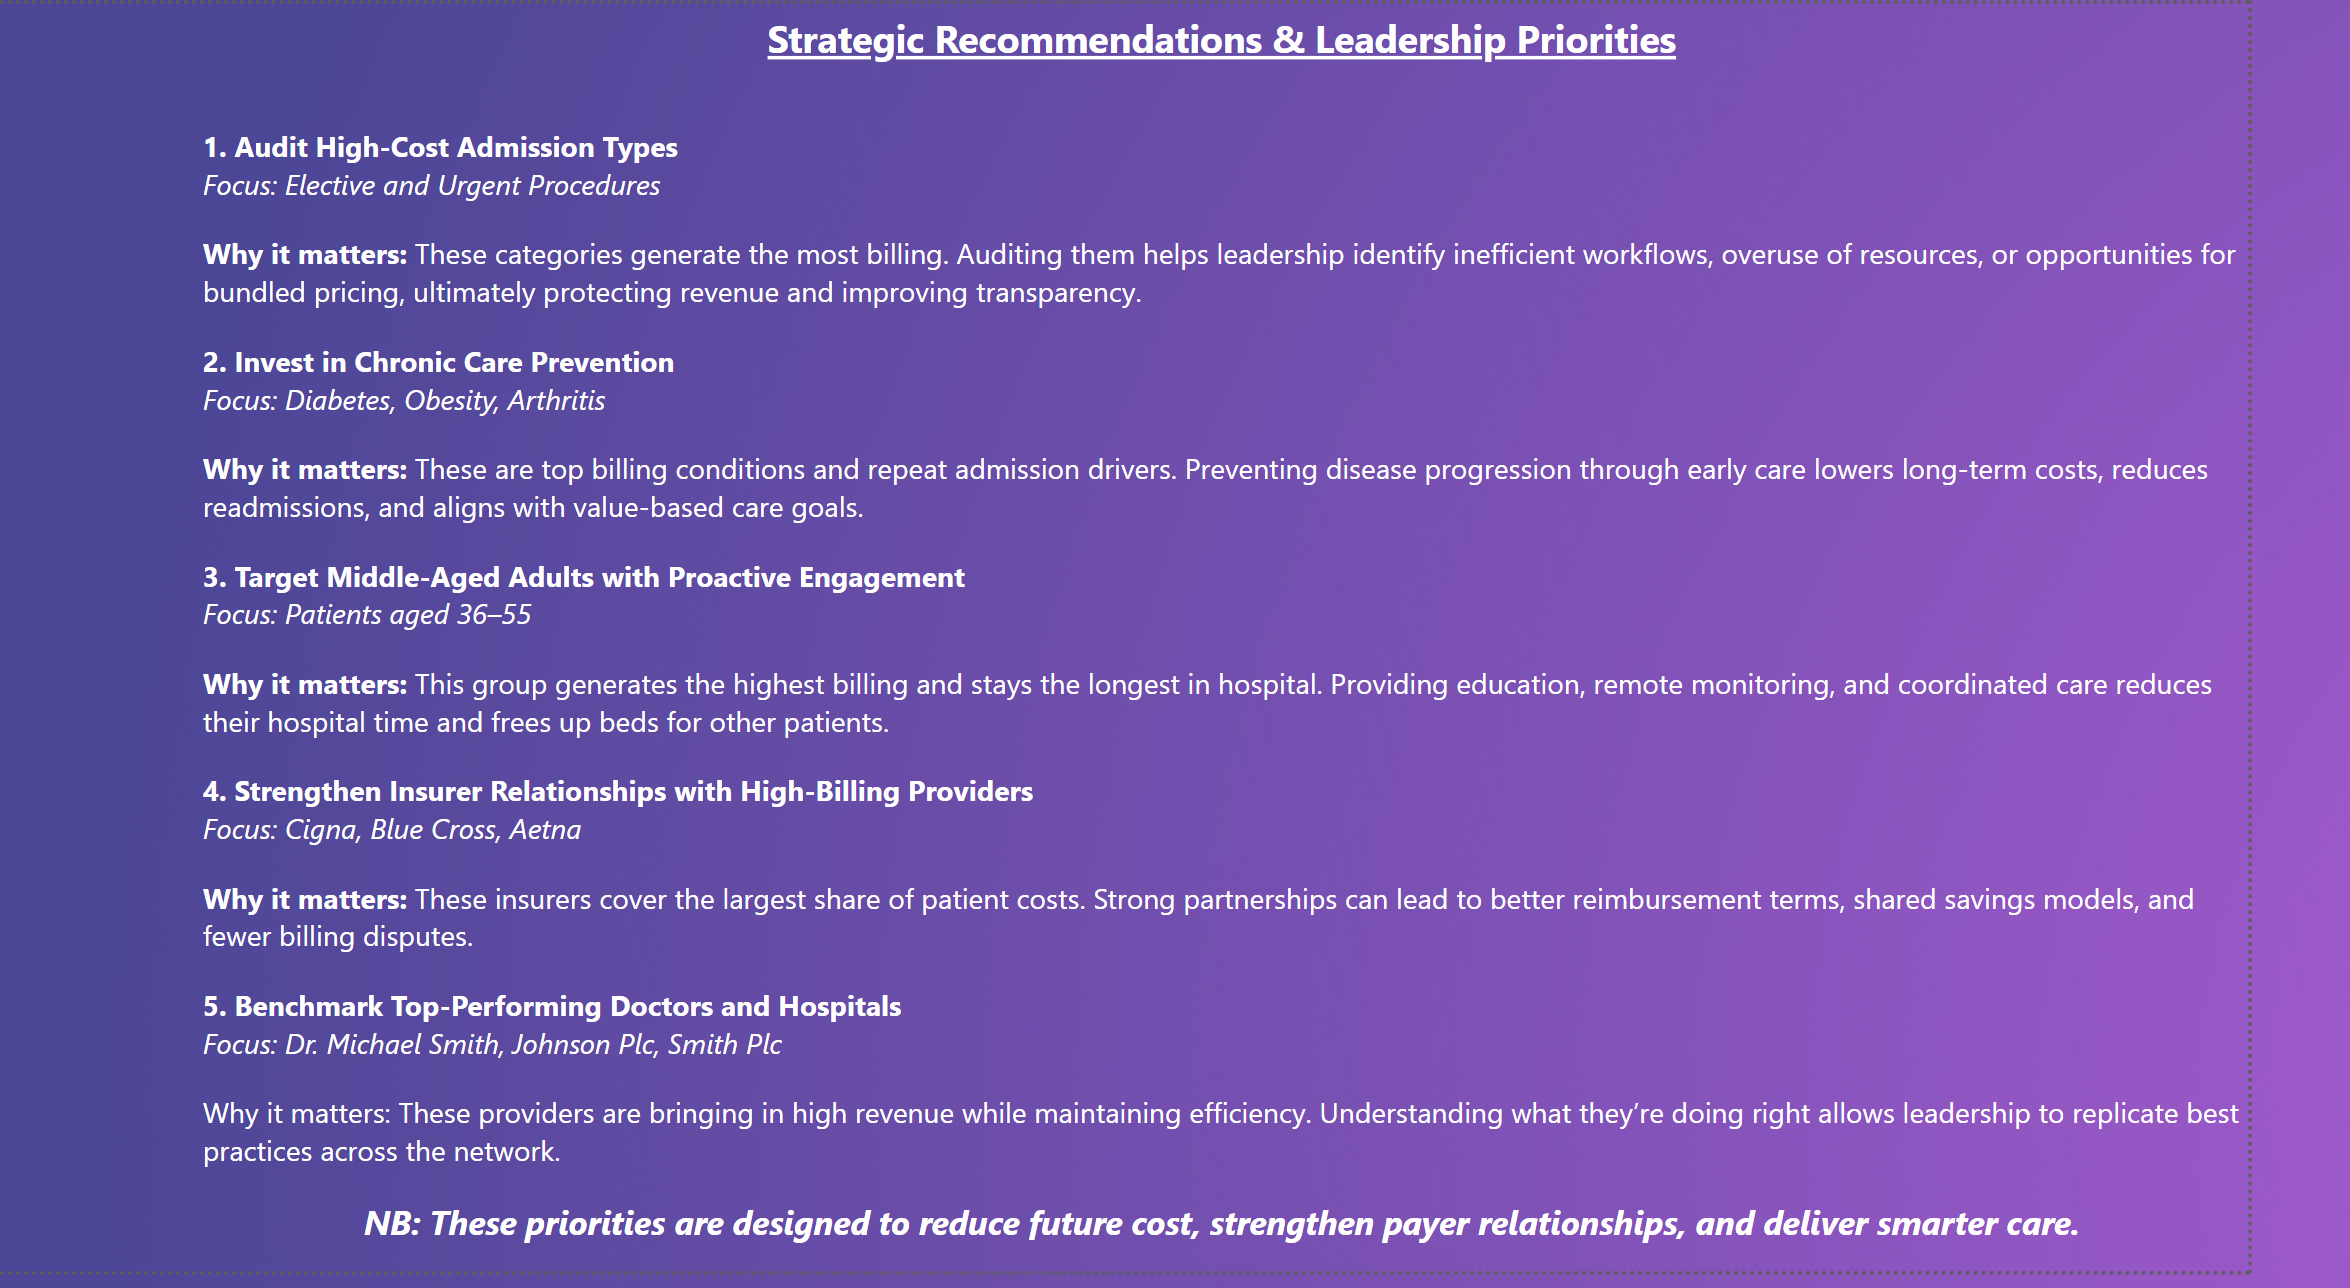 Strategic Recommendations & Leadership Priorities
1. Audit High-Cost Admission Types
Focus: Elective and Urgent Procedures
Why it matters: These categories generate the most billing. Auditing them helps leadership identify inefficient workflows, overuse of resources, or opportunities for
bundled pricing, ultimately protecting revenue and improving transparency.
2. Invest in Chronic Care Prevention
Focus: Diabetes, Obesity, Arthritis
Why it matters: These are top billing conditions and repeat admission drivers. Preventing disease progression through early care lowers long-term costs, reduces
readmissions, and aligns with value-based care goals.
3. Target Middle-Aged Adults with Proactive Engagement
Focus: Patients aged 36–55
Why it matters: This group generates the highest billing and stays the longest in hospital. Providing education, remote monitoring, and coordinated care reduces
their hospital time and frees up beds for other patients.
4. Strengthen Insurer Relationships with High-Billing Providers
Focus: Cigna, Blue Cross, Aetna
Why it matters: These insurers cover the largest share of patient costs. Strong partnerships can lead to better reimbursement terms, shared savings models, and
fewer billing disputes.
5. Benchmark Top-Performing Doctors and Hospitals
Focus: Dr. Michael Smith, Johnson Plc, Smith Plc
Why it matters: These providers are bringing in high revenue while maintaining efficiency. Understanding what they’re doing right allows leadership to replicate best
practices across the network.
NB: These priorities are designed to reduce future cost, strengthen payer relationships, and deliver smarter care.